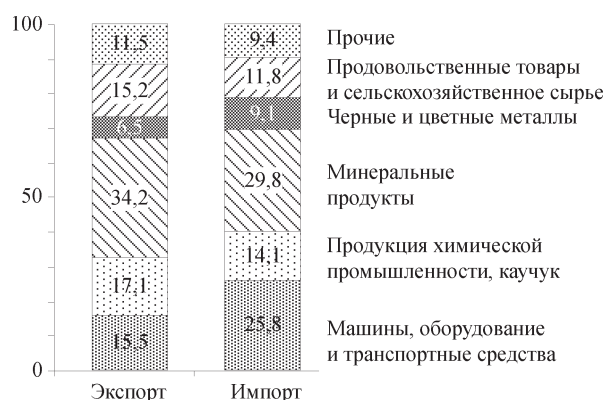 100
50
0
11,5
15,2
6,5
34,2
17,1
15,5
9,4
11,8
9,1
29,8
14,1
25,8
Экспорт
Импорт
Прочие
Продовольственные товары
и сельскохозяйственное сырье
Черные и цветные металлы
Минеральные
продукты
Продукция химической
промышленности, каучук
Машины, оборудование
и транспортные средства